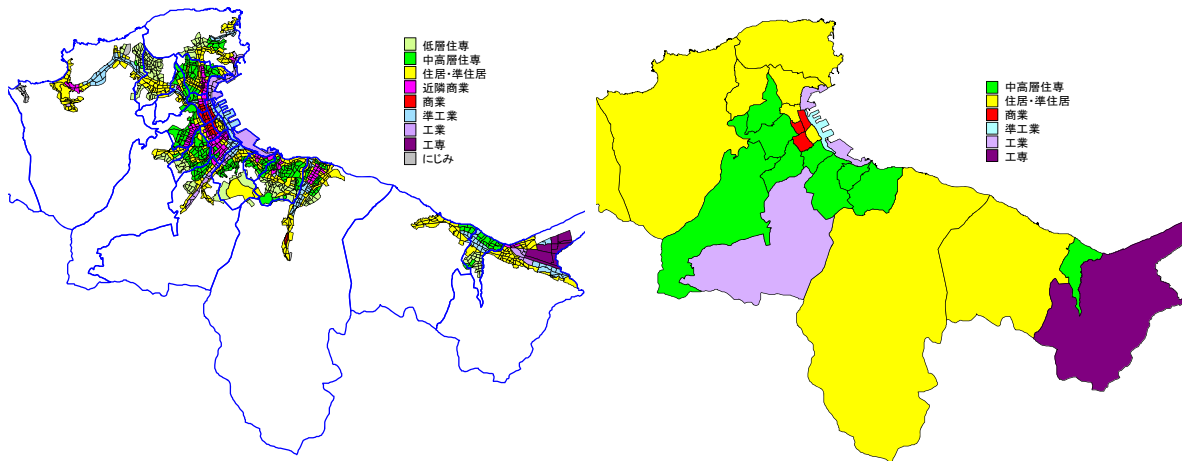 低層住専
中高層住専
住居・準住居
近隣商業
商業
準工業
工業
工専
にじみ
中高層住専
住居・準住居
商業
準工業
工業
工専